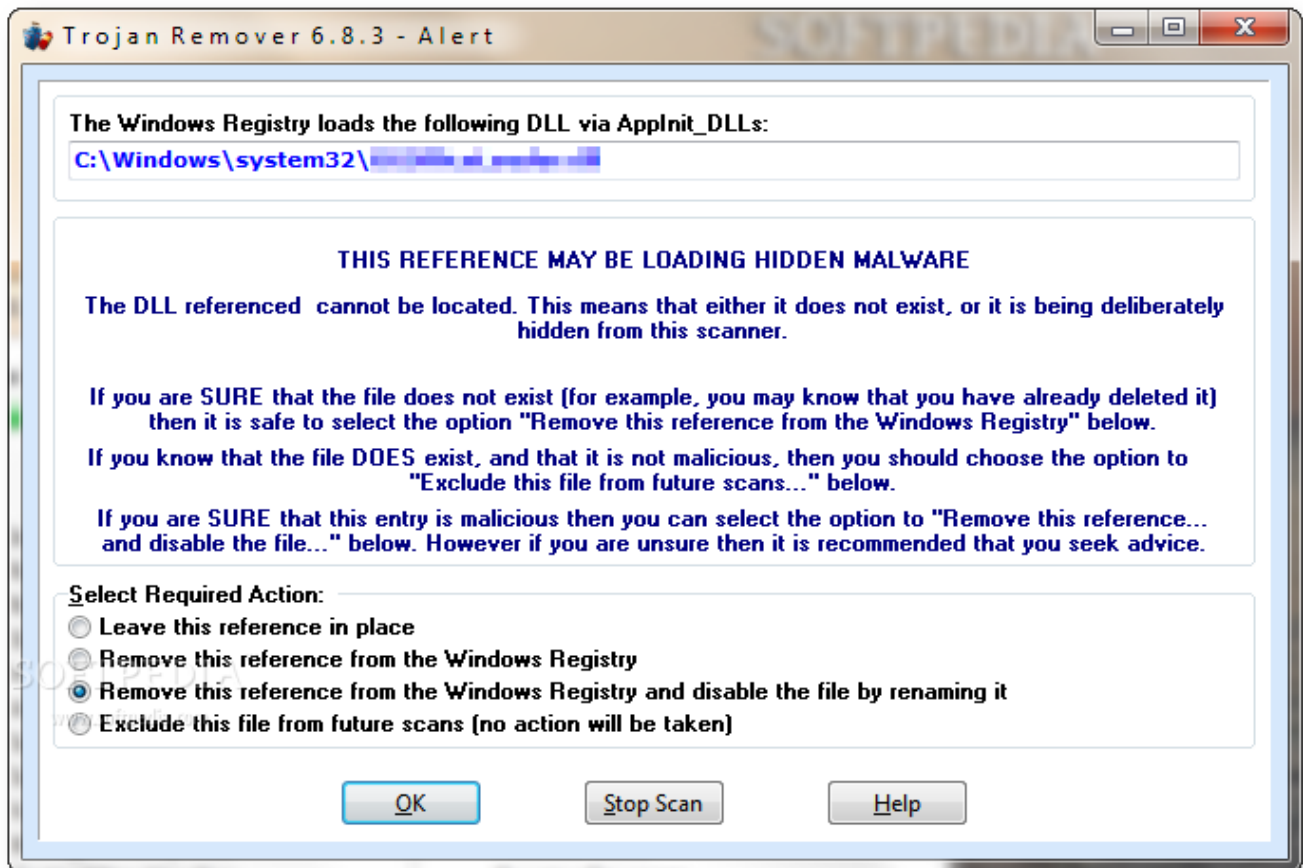 Trojan Remover 6.8.3 - Alert
SOFTPEDIA
The Windows Registry loads the following DLL via AppInit_DLLs:
C:\Windows\system32\
THIS REFERENCE MAY BE LOADING HIDDEN MALWARE
The DLL referenced cannot be located. This means that either it does not exist, or it is being deliberately
hidden from this scanner.
If you are SURE that the file does not exist (for example, you may know that you have already deleted it)
then it is safe to select the option "Remove this reference from the Windows Registry" below.
If you know that the file DOES exist, and that it is not malicious, then you should choose the option to
"Exclude this file from future scans..." below.
If you are SURE that this entry is malicious then you can select the option to "Remove this reference...
and disable the file..." below. However if you are unsure then it is recommended that you seek advice.
Select Required Action:
Leave this reference in place
Remove this reference from the Windows Registry
SOFTPEDIA
Remove this reference from the Windows Registry and disable the file by renaming it
Exclude this file from future scans (no action will be taken)
OK
Stop Scan
Help